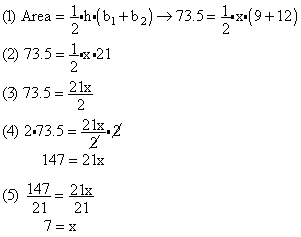 (1) Area = 1/2•h•(b₁+b₂) → 73.5 = 1/2•x•(9+12)
(2) 73.5 = 1/2•x•21
(3) 73.5 = 21x/2
(4) 2•73.5 = 21x/2•2
147 = 21x
(5) 147/21 = 21x/21
7 = x